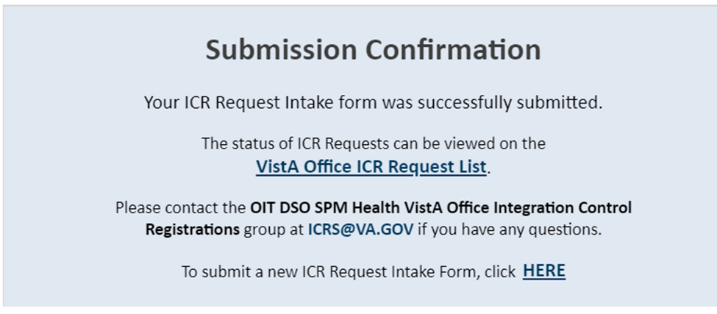 Submission Confirmation
Your ICR Request Intake form was successfully submitted.
The status of ICR Requests can be viewed on the
VistA Office ICR Request List.
Please contact the OIT DSO SPM Health VistA Office Integration Control
Registrations group at ICRS@VA.GOV if you have any questions.
To submit a new ICR Request Intake Form, click HERE